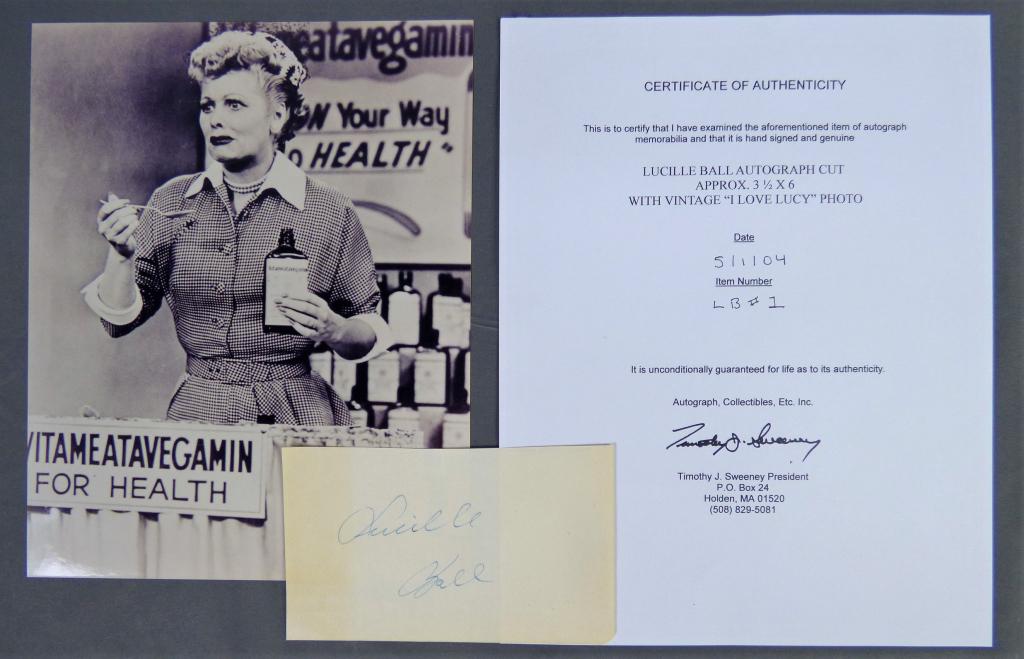 eatavegamin
ON Your Way
to HEALTH"
Vitameatavegamin
VITAMEATAVEGAMIN
FOR HEALTH
Lucille
Ball
CERTIFICATE OF AUTHENTICITY
This is to certify that I have examined the aforementioned item of autograph
memorabilia and that it is hand signed and genuine
LUCILLE BALL AUTOGRAPH CUT
APPROX. 3 ½ X 6
WITH VINTAGE "I LOVE LUCY" PHOTO
Date
5/1/04
Item Number
LB#1
It is unconditionally guaranteed for life as to its authenticity.
Autograph, Collectibles, Etc. Inc.
Timothy J. Sweeney
Timothy J. Sweeney President
P.O. Box 24
Holden, MA 01520
(508) 829-5081